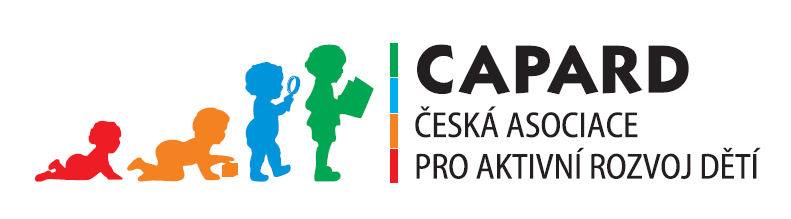 CAPARD
ČESKÁ ASOCIACE
PRO AKTIVNÍ ROZVOJ DĚTÍ